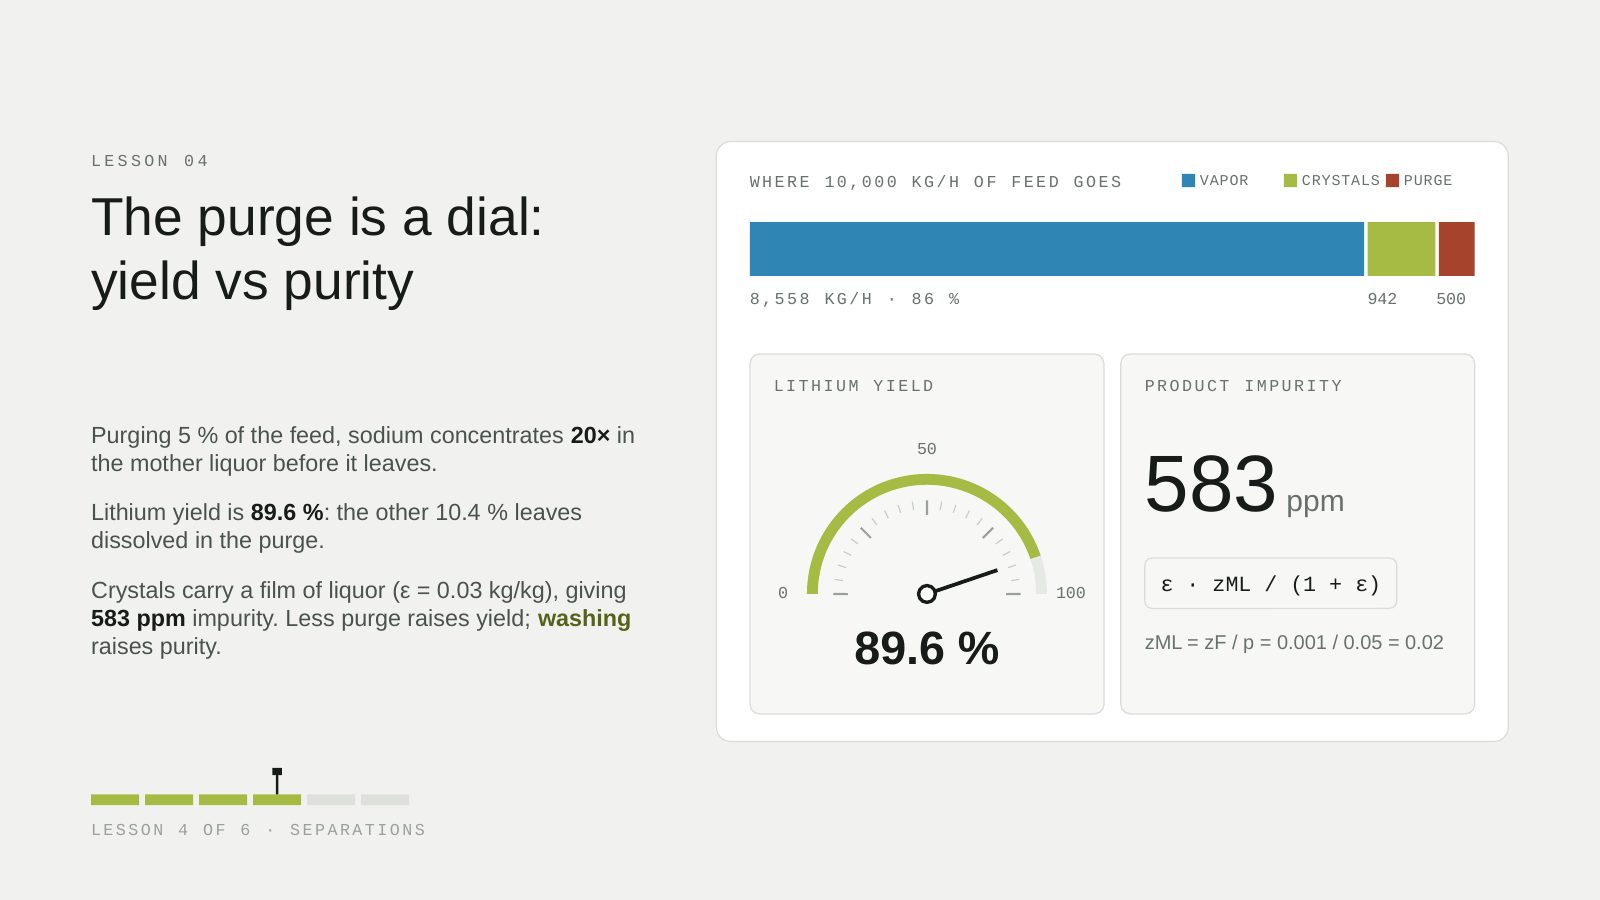 LESSON 04
The purge is a dial:
yield vs purity
Purging 5 % of the feed, sodium concentrates 20× in
the mother liquor before it leaves.
Lithium yield is 89.6 %: the other 10.4 % leaves
dissolved in the purge.
Crystals carry a film of liquor (ε = 0.03 kg/kg), giving
583 ppm impurity. Less purge raises yield; washing
raises purity.
LESSON 4 OF 6 · SEPARATIONS
WHERE 10,000 KG/H OF FEED GOES
VAPOR
CRYSTALS
PURGE
8,558 KG/H · 86 %
942
500
LITHIUM YIELD
50
0
100
89.6 %
PRODUCT IMPURITY
583 ppm
ε · zML / (1 + ε)
zML = zF / p = 0.001 / 0.05 = 0.02